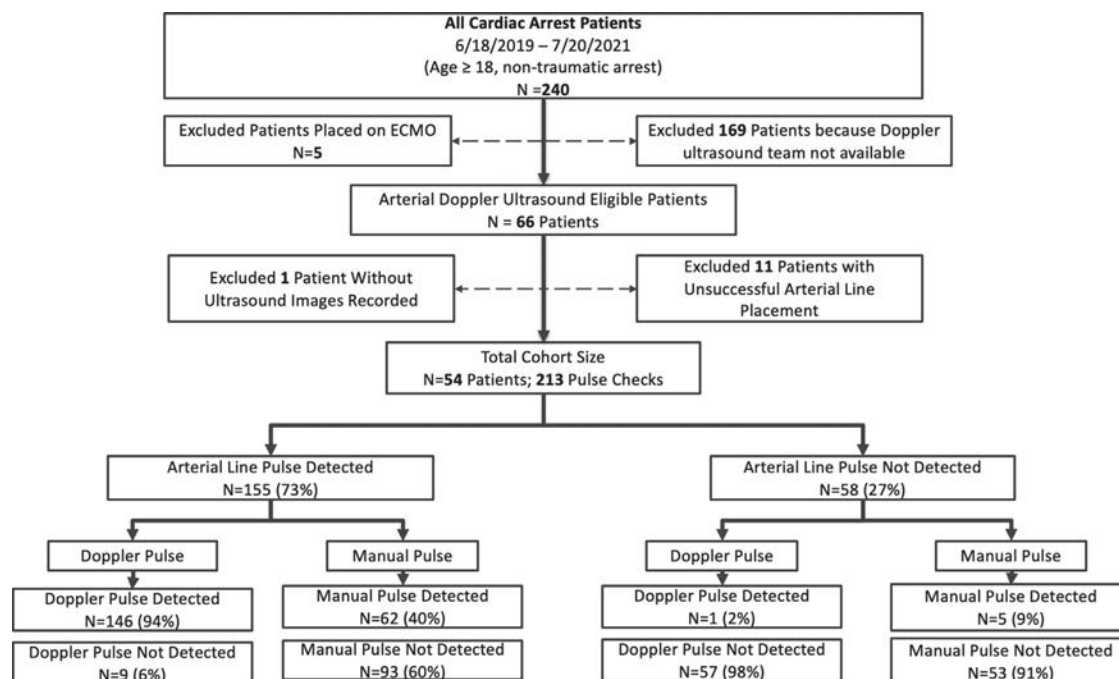 All Cardiac Arrest Patients
6/18/2019 – 7/20/2021
(Age ≥ 18, non-traumatic arrest)
N =240
Excluded Patients Placed on ECMO
N=5
Excluded 169 Patients because Doppler
ultrasound team not available
Arterial Doppler Ultrasound Eligible Patients
N = 66 Patients
Excluded 1 Patient Without
Ultrasound Images Recorded
Excluded 11 Patients with
Unsuccessful Arterial Line
Placement
Total Cohort Size
N=54 Patients; 213 Pulse Checks
Arterial Line Pulse Detected
N=155 (73%)
Arterial Line Pulse Not Detected
N=58 (27%)
Doppler Pulse
Manual Pulse
Doppler Pulse
Manual Pulse
Doppler Pulse Detected
N=146 (94%)
Manual Pulse Detected
N=62 (40%)
Doppler Pulse Detected
N=1 (2%)
Manual Pulse Detected
N=5 (9%)
Doppler Pulse Not Detected
N=9 (6%)
Manual Pulse Not Detected
N=93 (60%)
Doppler Pulse Not Detected
N=57 (98%)
Manual Pulse Not Detected
N=53 (91%)